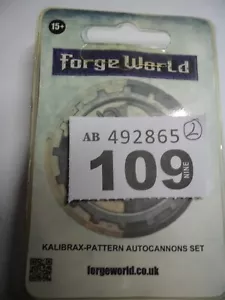 15+
Forge World
AB 492865 2
109 NINE
KALIBRAX-PATTERN AUTOCANNONS SET
forgeworld.co.uk